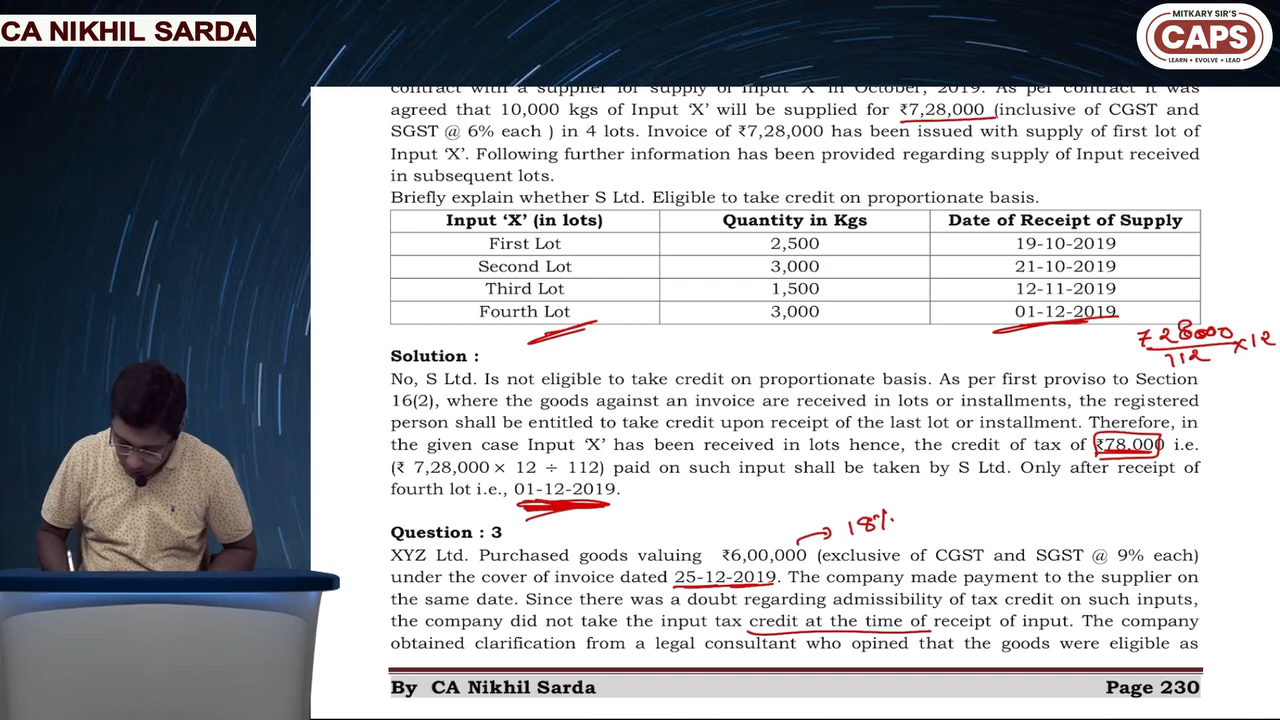 CA NIKHIL SARDA
MITKARY SIR'S
CAPS
LEARN • EVOLVE • LEAD
contract with a supplier for supply of Input 'X' in October, 2019. As per contract it was
agreed that 10,000 kgs of Input 'X' will be supplied for ₹7,28,000 (inclusive of CGST and
SGST @ 6% each ) in 4 lots. Invoice of ₹7,28,000 has been issued with supply of first lot of
Input 'X'. Following further information has been provided regarding supply of Input received
in subsequent lots.
Briefly explain whether S Ltd. Eligible to take credit on proportionate basis.
Input 'X' (in lots) Quantity in Kgs Date of Receipt of Supply
First Lot 2,500 19-10-2019
Second Lot 3,000 21-10-2019
Third Lot 1,500 12-11-2019
Fourth Lot 3,000 01-12-2019
728000
112 ×12
Solution :
No, S Ltd. Is not eligible to take credit on proportionate basis. As per first proviso to Section
16(2), where the goods against an invoice are received in lots or installments, the registered
person shall be entitled to take credit upon receipt of the last lot or installment. Therefore, in
the given case Input 'X' has been received in lots hence, the credit of tax of ₹78,000 i.e.
(₹ 7,28,000 × 12 ÷ 112) paid on such input shall be taken by S Ltd. Only after receipt of
fourth lot i.e., 01-12-2019.
18%
Question : 3
XYZ Ltd. Purchased goods valuing ₹6,00,000 (exclusive of CGST and SGST @ 9% each)
under the cover of invoice dated 25-12-2019. The company made payment to the supplier on
the same date. Since there was a doubt regarding admissibility of tax credit on such inputs,
the company did not take the input tax credit at the time of receipt of input. The company
obtained clarification from a legal consultant who opined that the goods were eligible as
By CA Nikhil Sarda Page 230